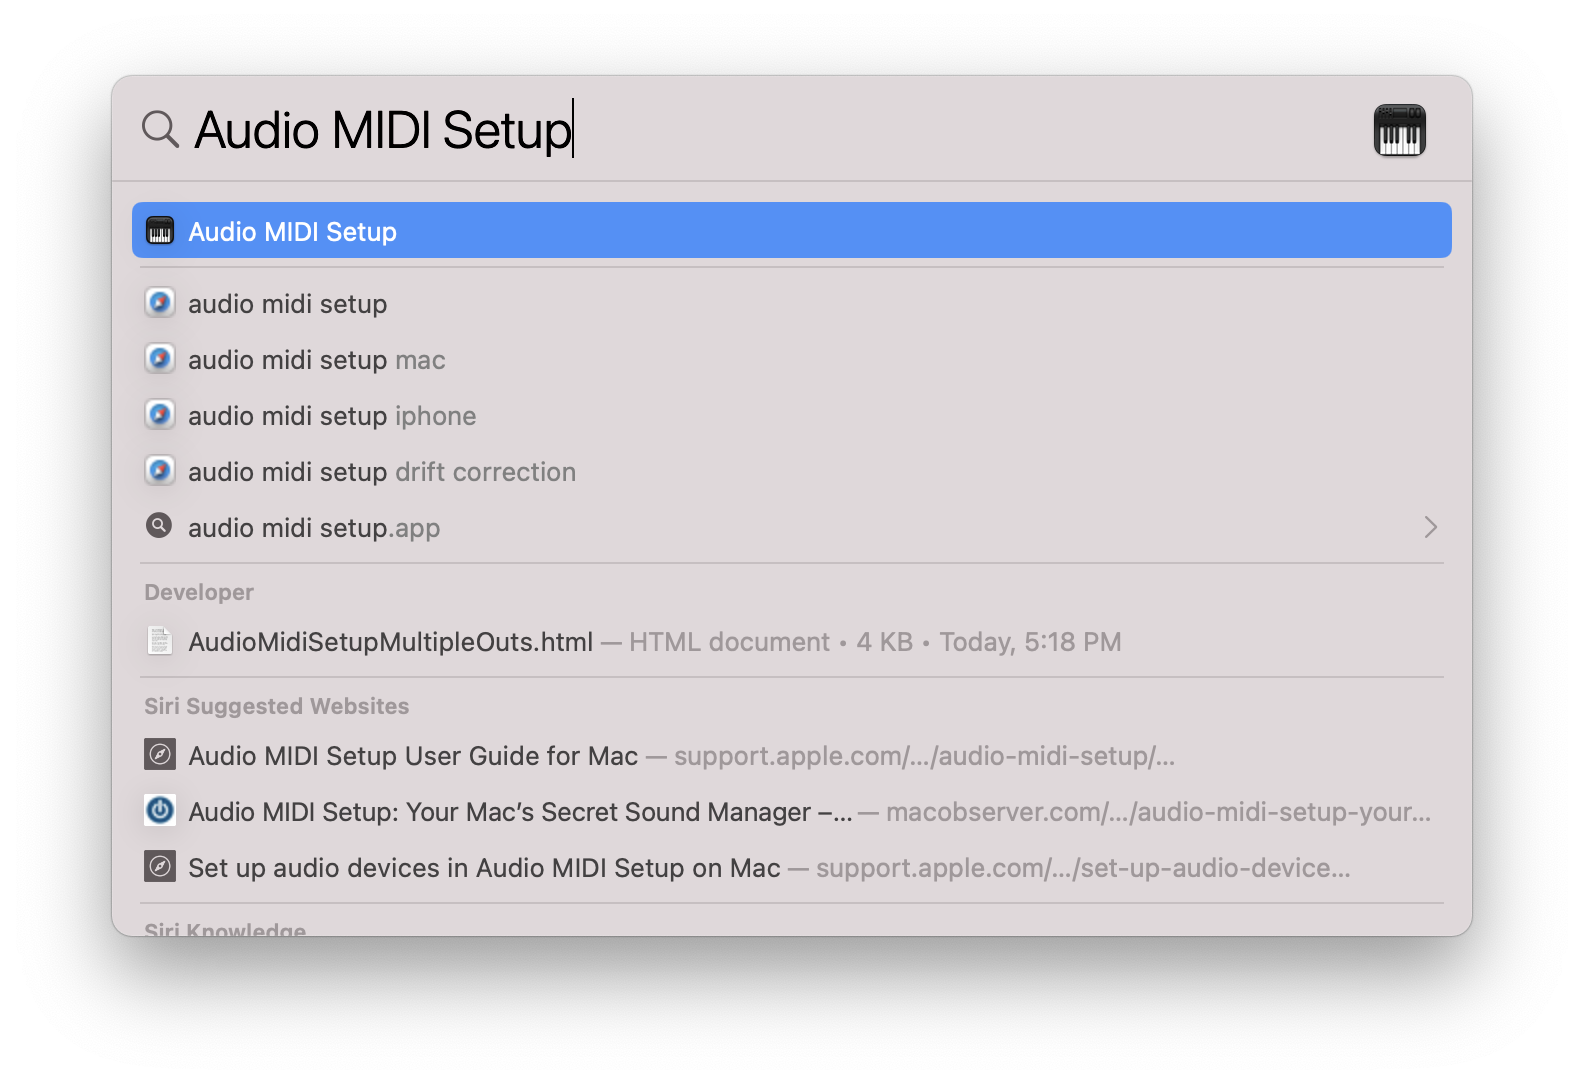 Audio MIDI Setup
Audio MIDI Setup
audio midi setup
audio midi setup mac
audio midi setup iphone
audio midi setup drift correction
audio midi setup.app
Developer
AudioMidiSetupMultipleOuts.html — HTML document • 4 KB • Today, 5:18 PM
Siri Suggested Websites
Audio MIDI Setup User Guide for Mac — support.apple.com/.../audio-midi-setup/...
Audio MIDI Setup: Your Mac’s Secret Sound Manager –... — macobserver.com/.../audio-midi-setup-your...
Set up audio devices in Audio MIDI Setup on Mac — support.apple.com/.../set-up-audio-device...
Siri Knowledge